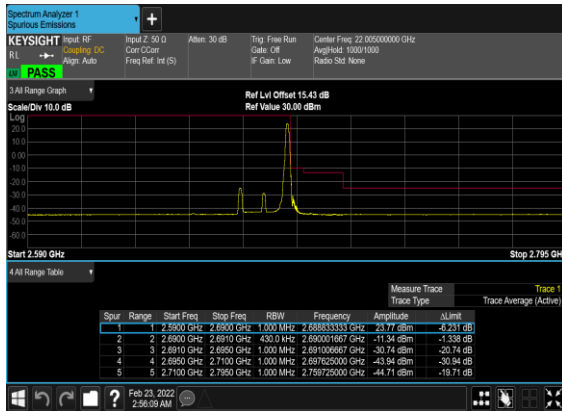 Spectrum Analyzer 1
Spurious Emissions
+
KEYSIGHT Input: RF Input Z: 50 Ω Atten: 30 dB Trig: Free Run Center Freq: 22.005000000 GHz
RL Coupling: DC Corr CCorr Gate: Off Avg|Hold: 1000/1000
Align: Auto Freq Ref: Int (S) IF Gain: Low Radio Std: None
PASS
3 All Range Graph
Ref Lvl Offset 15.43 dB
Scale/Div 10.0 dB Ref Value 30.00 dBm
Log
20.0
10.0
0.00
-10.0
-20.0
-30.0
-40.0
-50.0
-60.0
Start 2.590 GHz Stop 2.795 GH
4 All Range Table
Measure Trace Trace 1
Trace Type Trace Average (Active)
Spur Range Start Freq Stop Freq RBW Frequency Amplitude ΔLimit
1 1 2.5900 GHz 2.6900 GHz 1.000 MHz 2.688833333 GHz 23.77 dBm -6.231 dB
2 2 2.6900 GHz 2.6910 GHz 430.0 kHz 2.690001667 GHz -11.34 dBm -1.338 dB
3 3 2.6910 GHz 2.6950 GHz 1.000 MHz 2.691006667 GHz -30.74 dBm -20.74 dB
4 4 2.6950 GHz 2.7100 GHz 1.000 MHz 2.697625000 GHz -43.94 dBm -30.94 dB
5 5 2.7100 GHz 2.7950 GHz 1.000 MHz 2.759725000 GHz -44.71 dBm -19.71 dB
Feb 23, 2022
2:56:09 AM